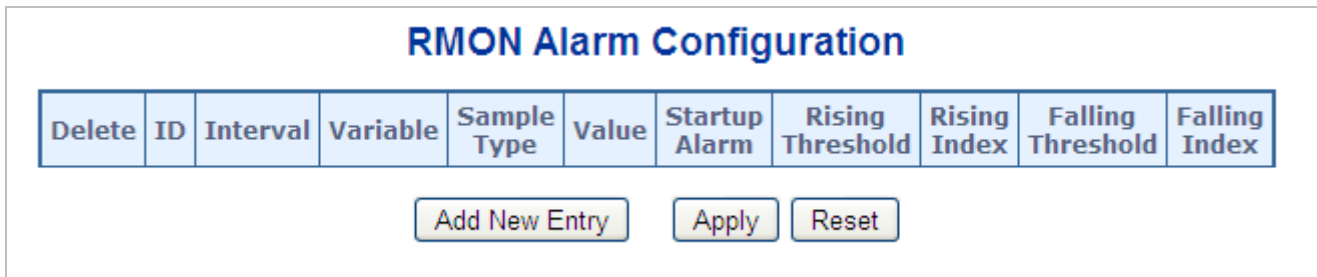 RMON Alarm Configuration
Delete ID Interval Variable Sample Type Value Startup Alarm Rising Threshold Rising Index Falling Threshold Falling Index
Add New Entry Apply Reset